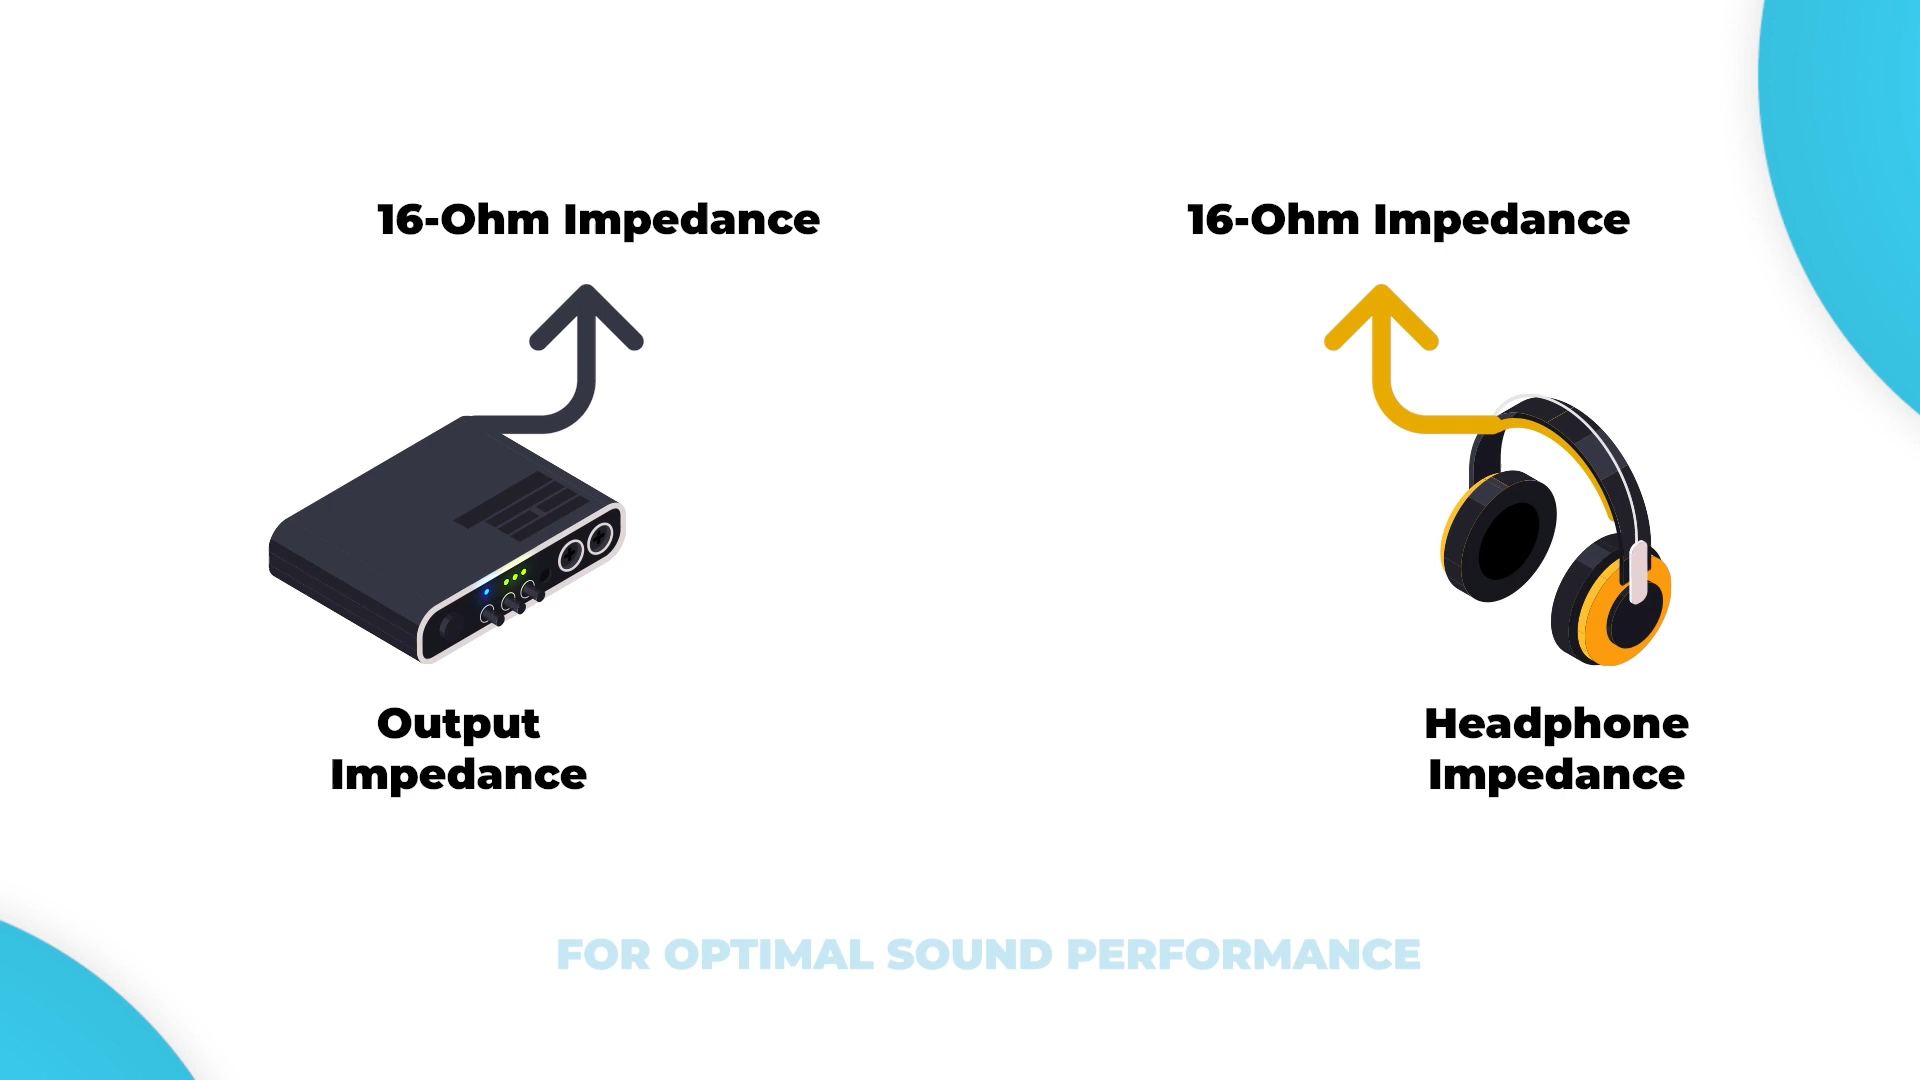 16-Ohm Impedance
16-Ohm Impedance
Output
Impedance
Headphone
Impedance
FOR OPTIMAL SOUND PERFORMANCE